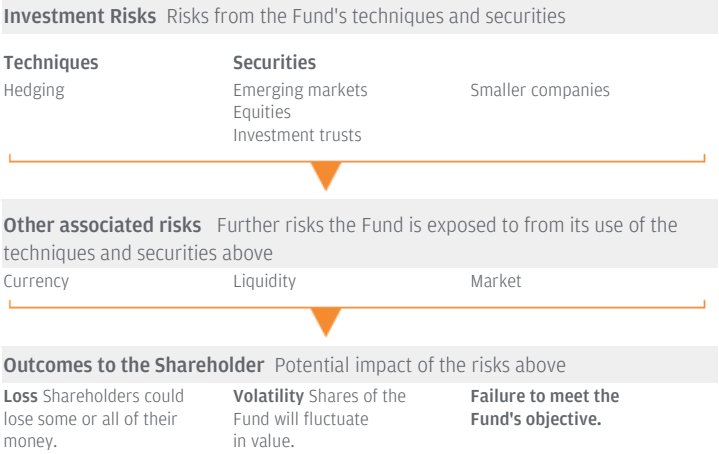 Investment Risks Risks from the Fund's techniques and securities
Techniques
Hedging
Securities
Emerging markets
Equities
Investment trusts
Smaller companies
Other associated risks Further risks the Fund is exposed to from its use of the
techniques and securities above
Currency
Liquidity
Market
Outcomes to the Shareholder Potential impact of the risks above
Loss Shareholders could
lose some or all of their
money.
Volatility Shares of the
Fund will fluctuate
in value.
Failure to meet the
Fund's objective.